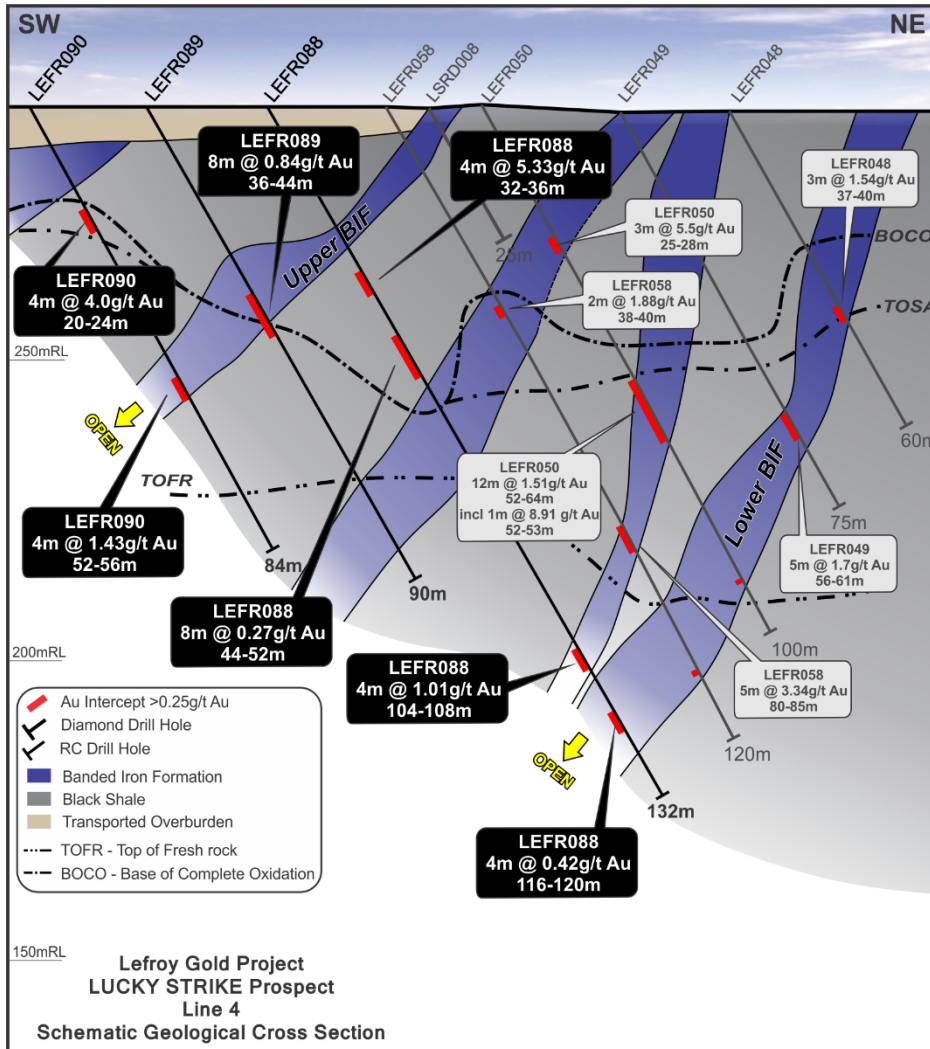 SW
NE
LEFR090
LEFR089
LEFR088
LEFR058
LSRD008
LEFR050
LEFR049
LEFR048
LEFR089
8m @ 0.84g/t Au
36-44m
LEFR088
4m @ 5.33g/t Au
32-36m
LEFR048
3m @ 1.54g/t Au
37-40m
LEFR050
3m @ 5.5g/t Au
25-28m
BOCO
Upper BIF
25m
LEFR090
4m @ 4.0g/t Au
20-24m
LEFR058
2m @ 1.88g/t Au
38-40m
TOSA
250mRL
OPEN
60m
TOFR
LEFR050
12m @ 1.51g/t Au
52-64m
incl 1m @ 8.91 g/t Au
52-53m
Lower BIF
75m
LEFR090
4m @ 1.43g/t Au
52-56m
84m
90m
LEFR049
5m @ 1.7g/t Au
56-61m
LEFR088
8m @ 0.27g/t Au
44-52m
100m
200mRL
LEFR088
4m @ 1.01g/t Au
104-108m
LEFR058
5m @ 3.34g/t Au
80-85m
120m
OPEN
132m
LEFR088
4m @ 0.42g/t Au
116-120m
Au Intercept >0.25g/t Au
Diamond Drill Hole
RC Drill Hole
Banded Iron Formation
Black Shale
Transported Overburden
TOFR - Top of Fresh rock
BOCO - Base of Complete Oxidation
150mRL
Lefroy Gold Project
LUCKY STRIKE Prospect
Line 4
Schematic Geological Cross Section